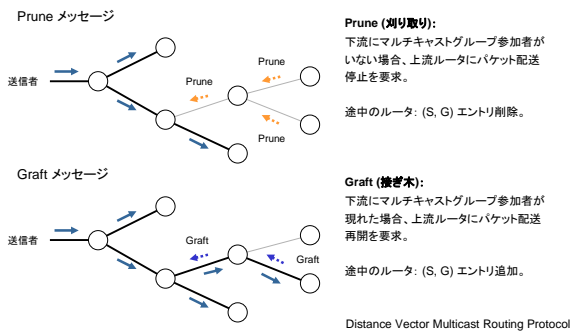 Prune メッセージ
送信者
Prune
Prune
Prune
Prune (刈り取り):
下流にマルチキャストグループ参加者が
いない場合、上流ルータにパケット配送
停止を要求。
途中のルータ: (S, G) エントリ削除。
Graft メッセージ
送信者
Graft
Graft
Graft (接ぎ木):
下流にマルチキャストグループ参加者が
現れた場合、上流ルータにパケット配送
再開を要求。
途中のルータ: (S, G) エントリ追加。
Distance Vector Multicast Routing Protocol